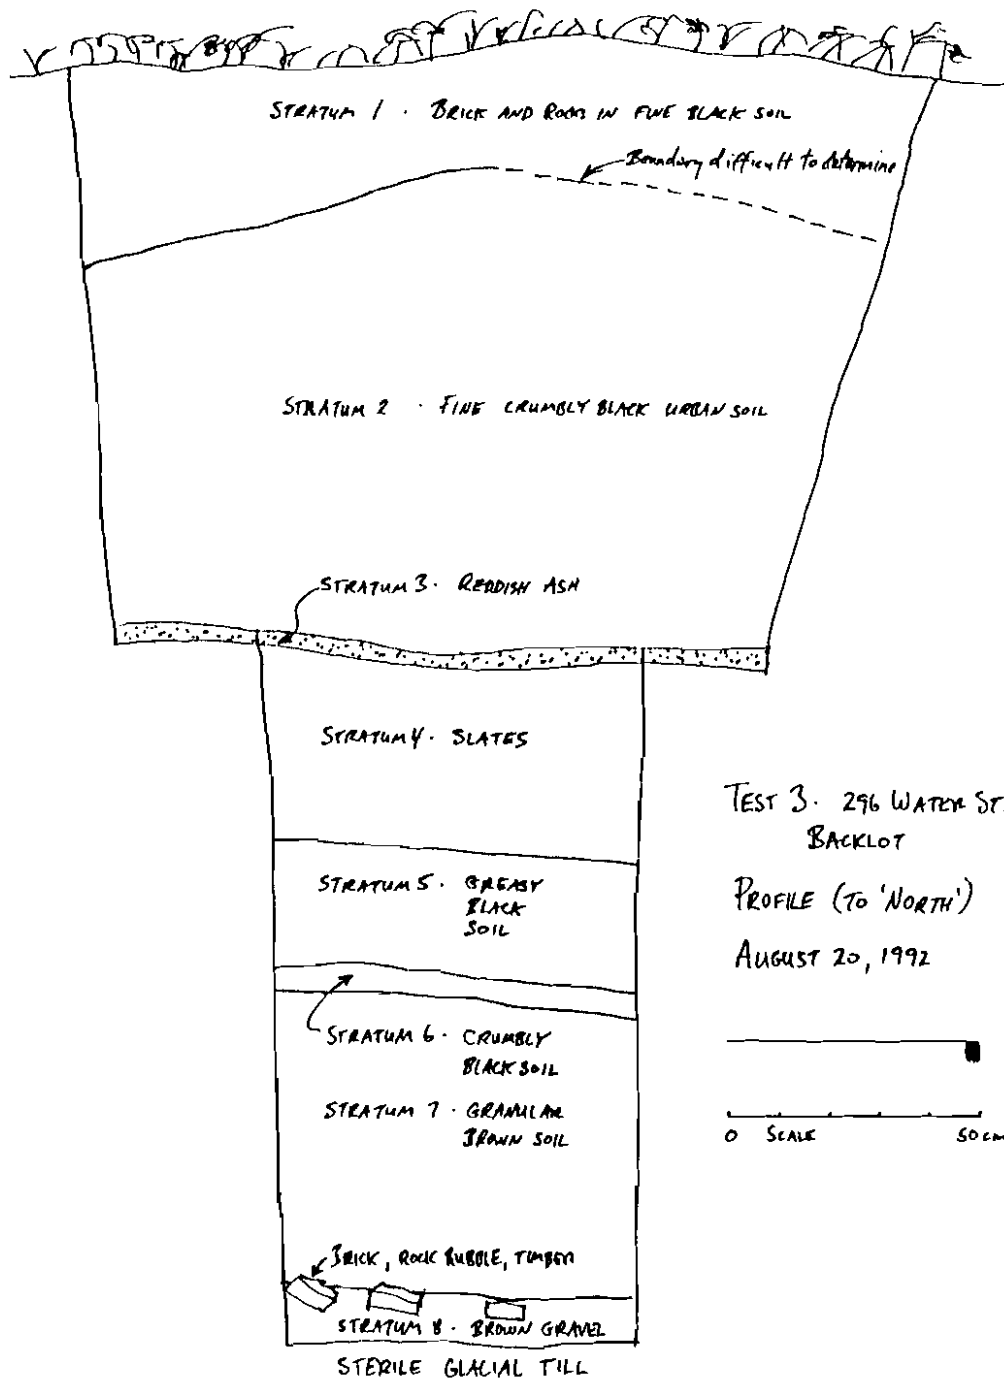 STRATUM 1 . BRICK AND ROCKS IN FINE BLACK SOIL
Boundary difficult to determine
STRATUM 2 . FINE CRUMBLY BLACK URBAN SOIL
STRATUM 3 . REDDISH ASH
STRATUM 4 . SLATES
STRATUM 5 . GREASY
BLACK
SOIL
STRATUM 6 . CRUMBLY
BLACK SOIL
STRATUM 7 . GRANULAR
BROWN SOIL
BRICK, ROCK RUBBLE, TIMBER
STRATUM 8 . BROWN GRAVEL
STERILE GLACIAL TILL
TEST 3. 296 WATER ST.
BACKLOT
PROFILE (TO 'NORTH')
AUGUST 20, 1992
0 SCALE 50 cm